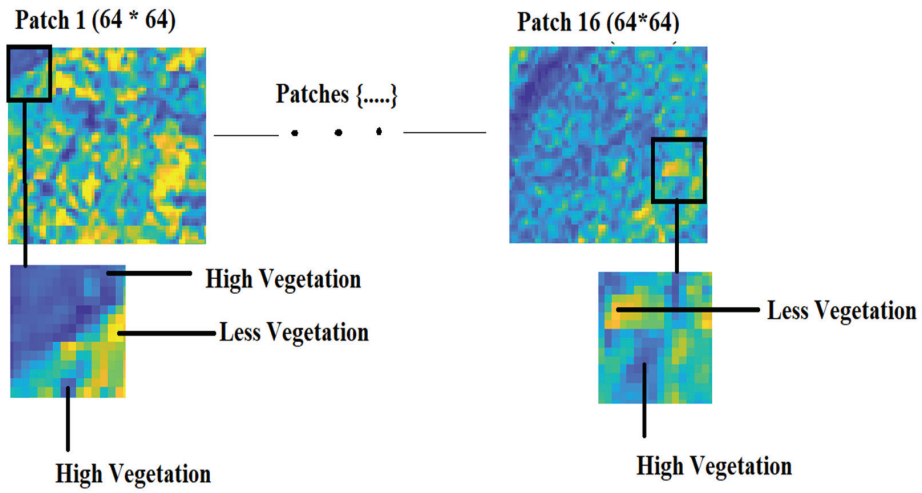 Patch 1 (64 * 64)
Patch 16 (64*64)
Patches {.....}
High Vegetation
Less Vegetation
High Vegetation
Less Vegetation
High Vegetation